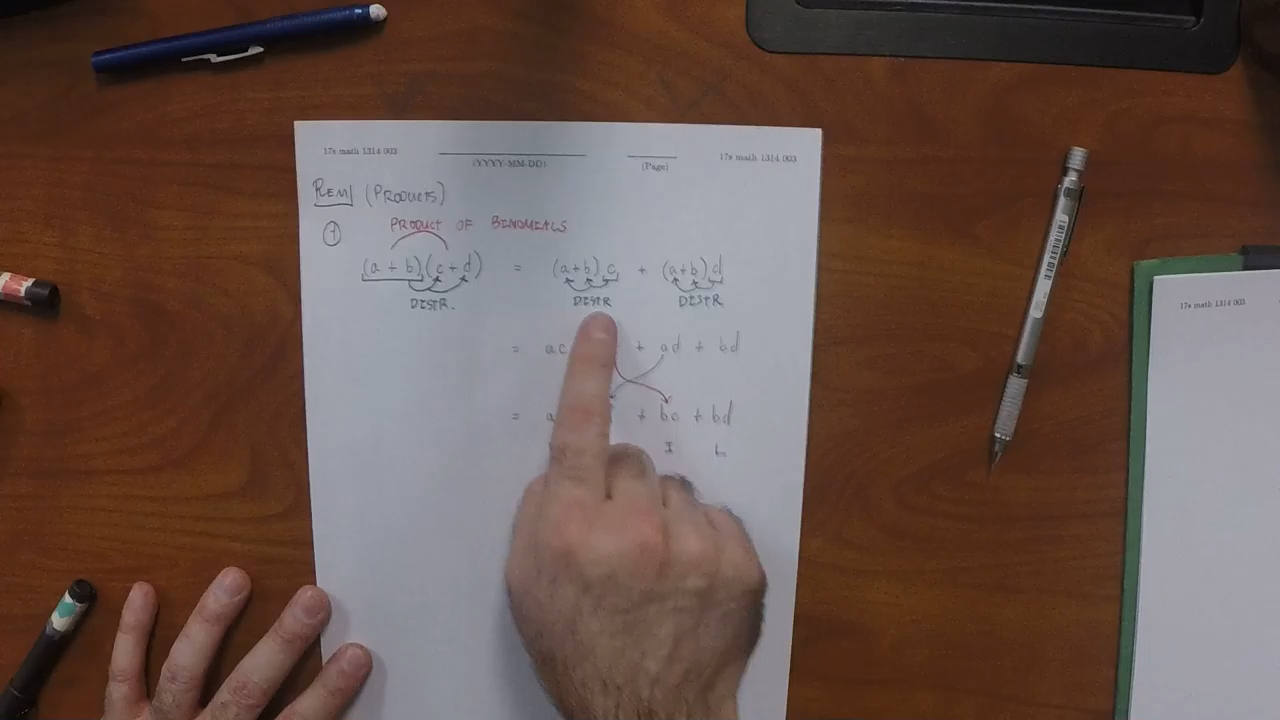 17s math 1314 003 (YYYY-MM-DD) (Page) 17s math 1314 003
REM (PRODUCTS)
1 PRODUCT OF BINOMIALS
(a + b)(c + d) = (a+b)c + (a+b)d
DISTR. DISTR DISTR
= ac + ad + bd
= + bc + bd
I L
17s math 1314 003